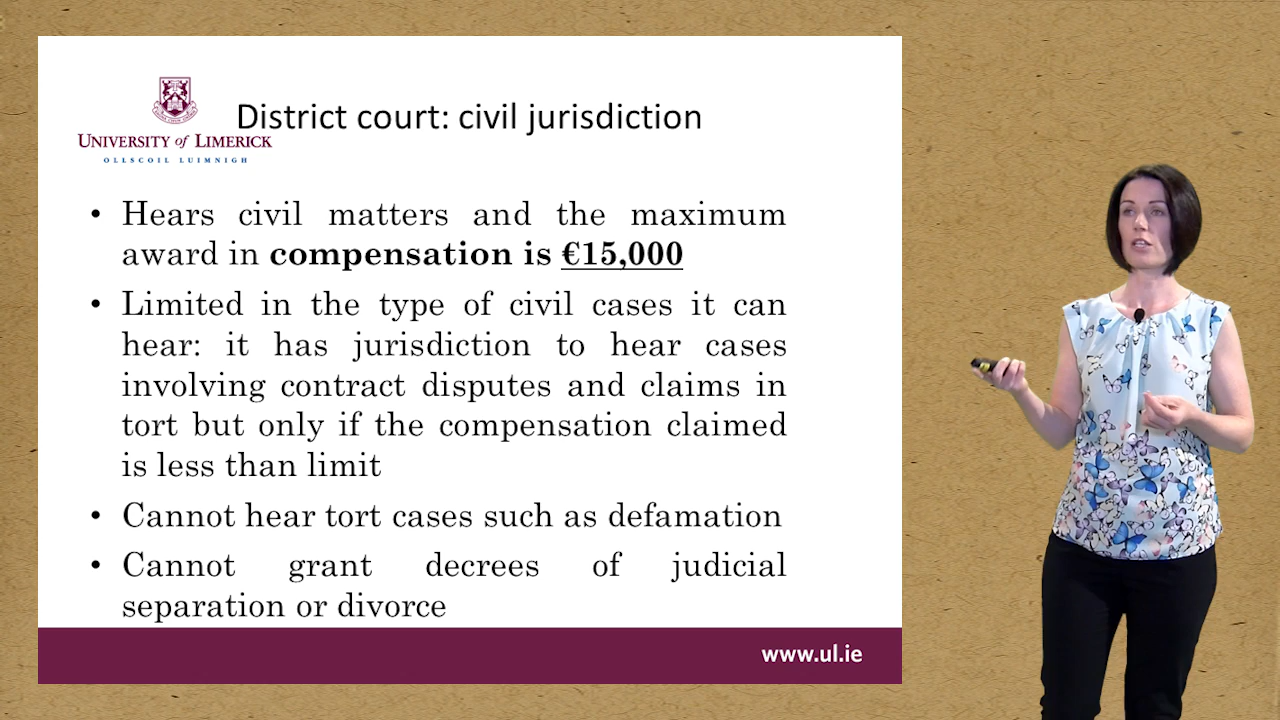 District court: civil jurisdiction
UNIVERSITY of LIMERICK
OLLSCOIL LUIMNIGH
• Hears civil matters and the maximum
award in compensation is €15,000
• Limited in the type of civil cases it can
hear: it has jurisdiction to hear cases
involving contract disputes and claims in
tort but only if the compensation claimed
is less than limit
• Cannot hear tort cases such as defamation
• Cannot grant decrees of judicial
separation or divorce
www.ul.ie